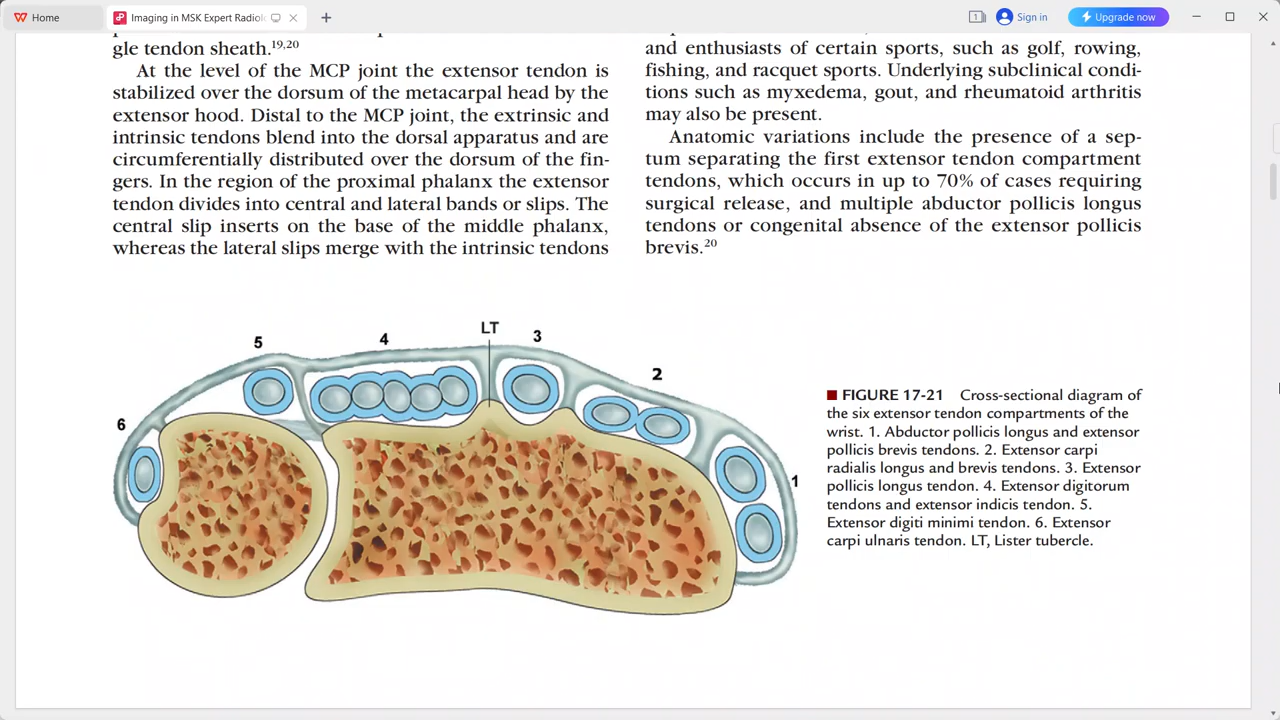 Home
Imaging in MSK Expert Radiol
Sign in
Upgrade now
gle tendon sheath.19,20
At the level of the MCP joint the extensor tendon is
stabilized over the dorsum of the metacarpal head by the
extensor hood. Distal to the MCP joint, the extrinsic and
intrinsic tendons blend into the dorsal apparatus and are
circumferentially distributed over the dorsum of the fin-
gers. In the region of the proximal phalanx the extensor
tendon divides into central and lateral bands or slips. The
central slip inserts on the base of the middle phalanx,
whereas the lateral slips merge with the intrinsic tendons
and enthusiasts of certain sports, such as golf, rowing,
fishing, and racquet sports. Underlying subclinical condi-
tions such as myxedema, gout, and rheumatoid arthritis
may also be present.
Anatomic variations include the presence of a sep-
tum separating the first extensor tendon compartment
tendons, which occurs in up to 70% of cases requiring
surgical release, and multiple abductor pollicis longus
tendons or congenital absence of the extensor pollicis
brevis.20
LT
5
4
3
2
6
1
FIGURE 17-21 Cross-sectional diagram of
the six extensor tendon compartments of the
wrist. 1. Abductor pollicis longus and extensor
pollicis brevis tendons. 2. Extensor carpi
radialis longus and brevis tendons. 3. Extensor
pollicis longus tendon. 4. Extensor digitorum
tendons and extensor indicis tendon. 5.
Extensor digiti minimi tendon. 6. Extensor
carpi ulnaris tendon. LT, Lister tubercle.